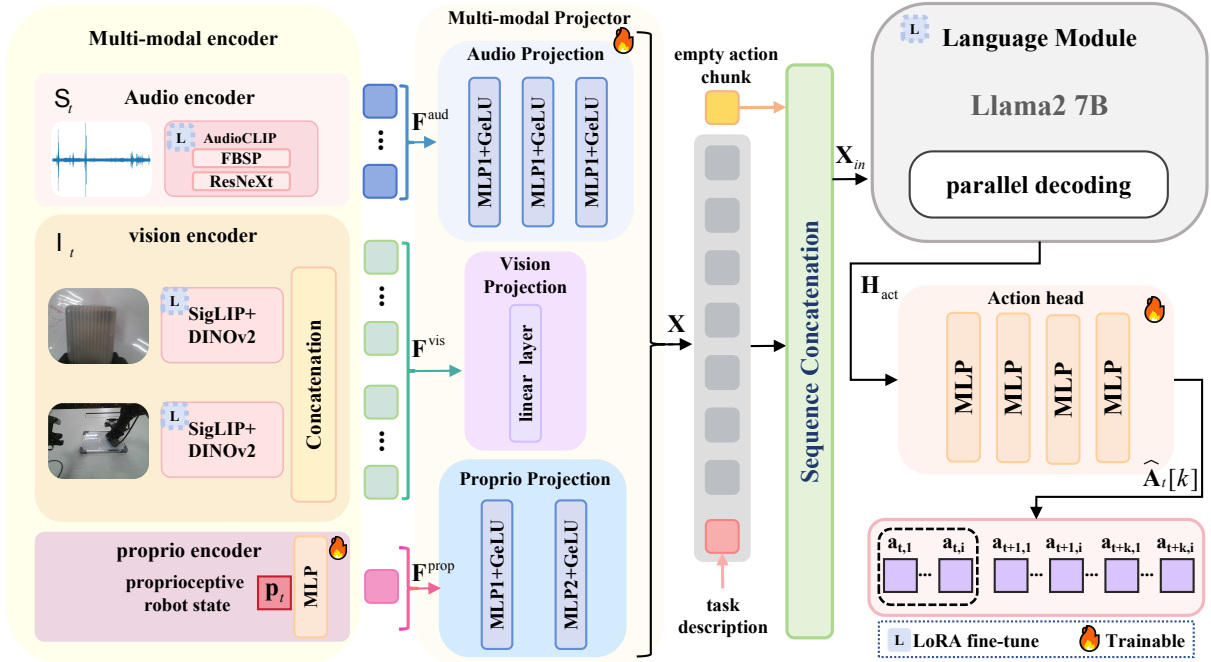 Multi-modal encoder
Audio encoder
S_t
L
AudioCLIP
FBSP
ResNeXt
vision encoder
I_t
L
SigLIP+
DINOv2
L
SigLIP+
DINOv2
Concatenation
proprio encoder
proprioceptive
robot state
p_t
MLP
...
F^aud
...
...
...
F^vis
F^prop
Multi-modal Projector
Audio Projection
MLP1+GeLU
MLP1+GeLU
MLP1+GeLU
Vision
Projection
linear layer
Proprio Projection
MLP1+GeLU
MLP2+GeLU
X
empty action
chunk
task
description
Sequence Concatenation
X_in
L
Language Module
Llama2 7B
parallel decoding
H_act
Action head
MLP
MLP
MLP
MLP
Â_t[k]
a_t,1 a_t,i a_t+1,1 a_t+1,i a_t+k,1 a_t+k,i
... ... ... ...
L LoRA fine-tune Trainable